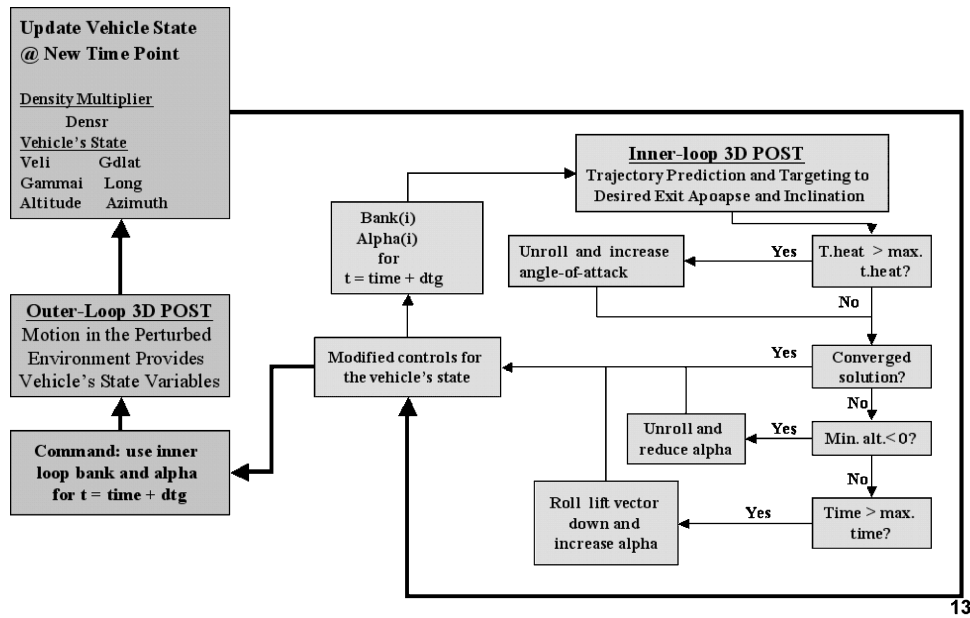 Update Vehicle State
@ New Time Point
Density Multiplier
Densr
Vehicle's State
Veli Gdlat
Gammai Long
Altitude Azimuth
Outer-Loop 3D POST
Motion in the Perturbed
Environment Provides
Vehicle's State Variables
Command: use inner
loop bank and alpha
for t = time + dtg
Bank(i)
Alpha(i)
for
t = time + dtg
Modified controls for
the vehicle's state
Inner-loop 3D POST
Trajectory Prediction and Targeting to
Desired Exit Apoapse and Inclination
T.heat > max.
t.heat?
Yes
Unroll and increase
angle-of-attack
No
Converged
solution?
Yes
No
Min. alt.<0?
Yes
Unroll and
reduce alpha
No
Time > max.
time?
Yes
Roll lift vector
down and
increase alpha
13